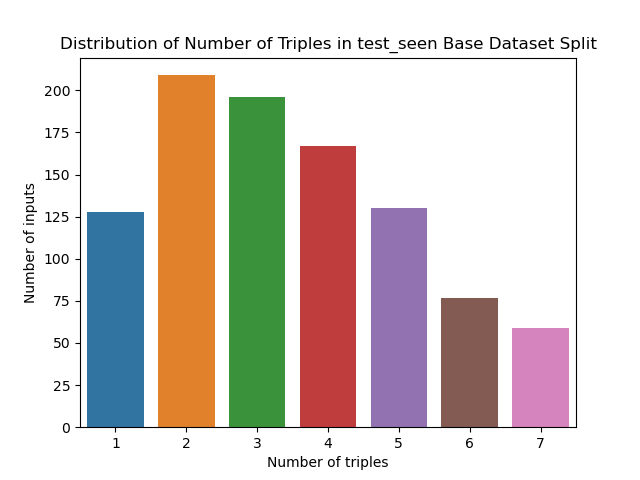 Distribution of Number of Triples in test_seen Base Dataset Split
Number of inputs
200
175
150
125
100
75
50
25
0
1 2 3 4 5 6 7
Number of triples